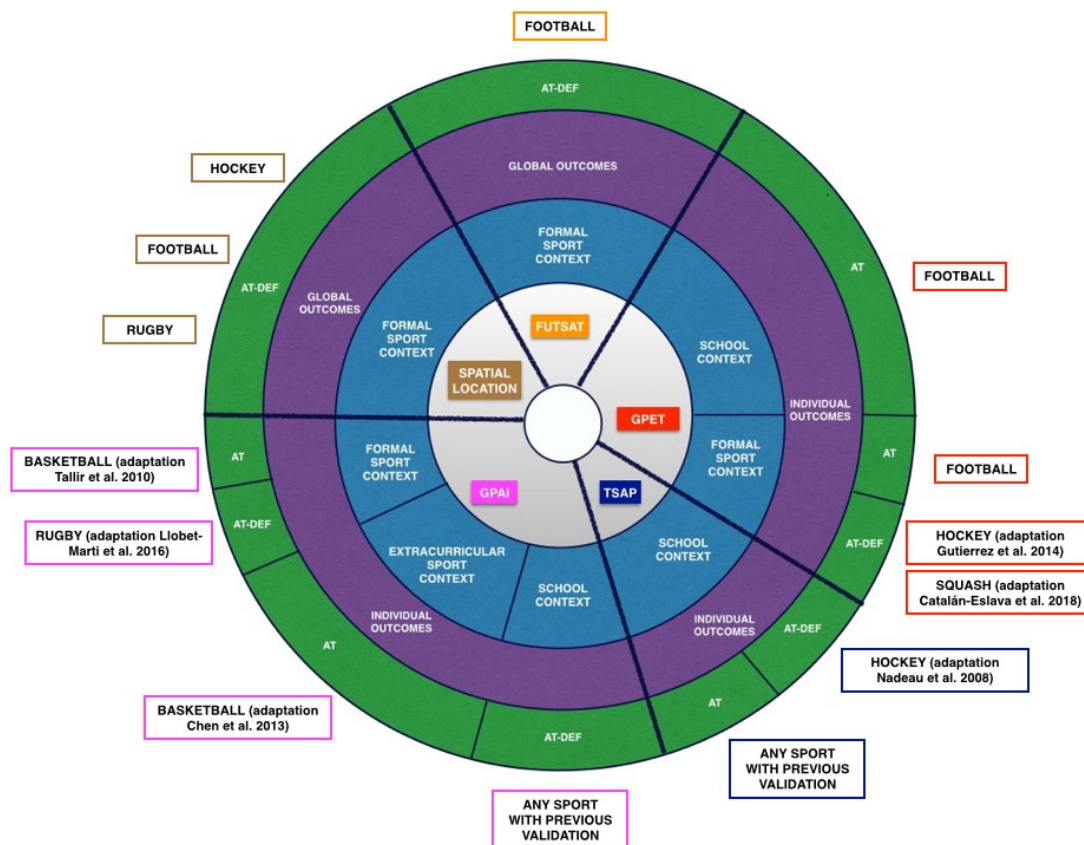 FOOTBALL
AT-DEF
GLOBAL OUTCOMES
FORMAL
SPORT
CONTEXT
FUTSAT
HOCKEY
FOOTBALL
RUGBY
AT-DEF
GLOBAL
OUTCOMES
FORMAL
SPORT
CONTEXT
SPATIAL
LOCATION
AT
FOOTBALL
SCHOOL
CONTEXT
INDIVIDUAL
OUTCOMES
GPET
FORMAL
SPORT
CONTEXT
AT
FOOTBALL
AT-DEF
HOCKEY (adaptation
Gutierrez et al. 2014)
SQUASH (adaptation
Catalán-Eslava et al. 2018)
TSAP
SCHOOL
CONTEXT
INDIVIDUAL
OUTCOMES
AT-DEF
HOCKEY (adaptation
Nadeau et al. 2008)
AT
ANY SPORT
WITH PREVIOUS
VALIDATION
GPAI
FORMAL
SPORT
CONTEXT
AT
BASKETBALL (adaptation
Tallir et al. 2010)
AT-DEF
RUGBY (adaptation Llobet-
Marti et al. 2016)
EXTRACURRICULAR
SPORT
CONTEXT
SCHOOL
CONTEXT
INDIVIDUAL
OUTCOMES
AT
BASKETBALL (adaptation
Chen et al. 2013)
AT-DEF
ANY SPORT
WITH PREVIOUS
VALIDATION